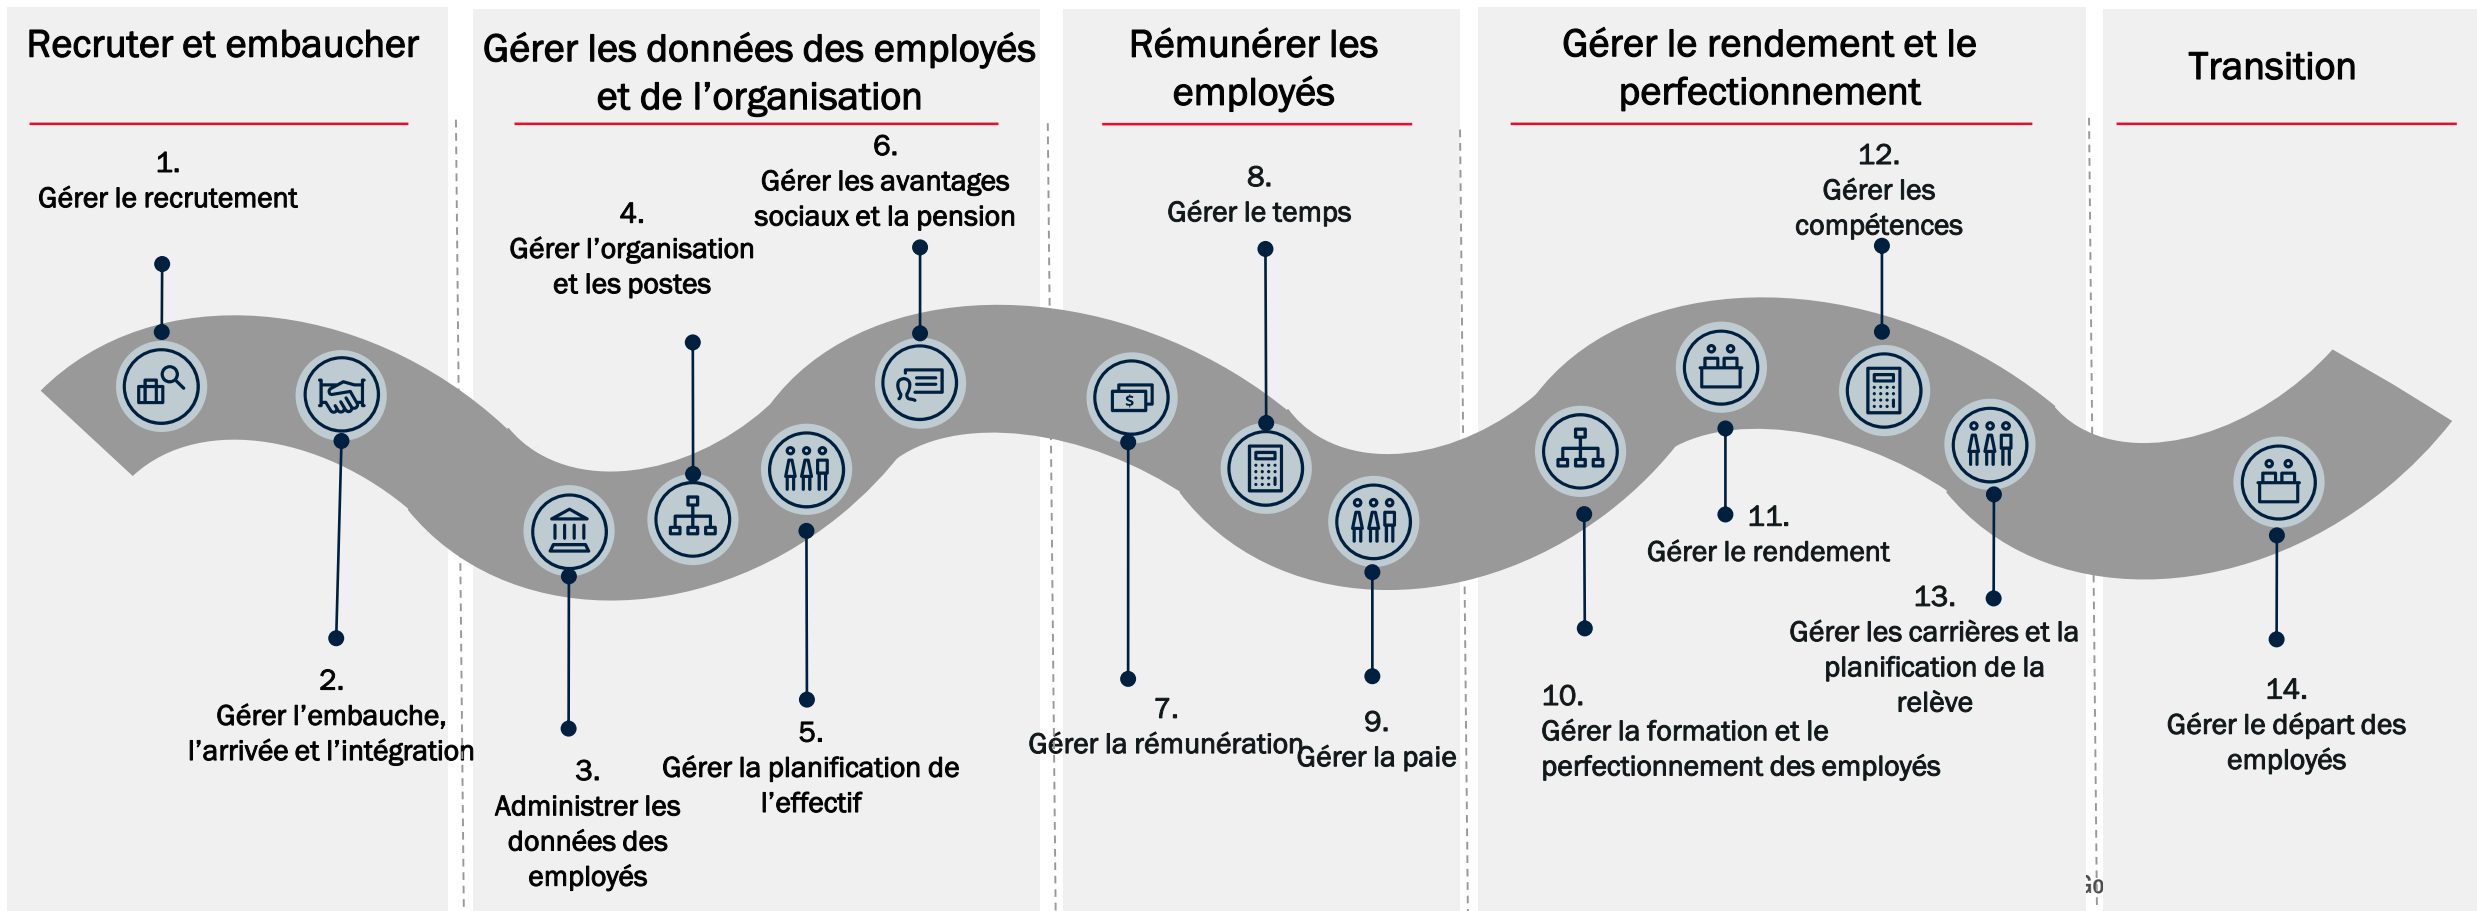 Recruter et embaucher
1.
Gérer le recrutement
2.
Gérer l’embauche,
l’arrivée et l’intégration
Gérer les données des employés
et de l’organisation
3.
Administrer les
données des
employés
4.
Gérer l’organisation
et les postes
5.
Gérer la planification de
l’effectif
6.
Gérer les avantages
sociaux et la pension
Rémunérer les
employés
7.
Gérer la rémunération
$
8.
Gérer le temps
9.
Gérer la paie
Gérer le rendement et le
perfectionnement
10.
Gérer la formation et le
perfectionnement des employés
11.
Gérer le rendement
12.
Gérer les
compétences
13.
Gérer les carrières et la
planification de la
relève
Transition
14.
Gérer le départ des
employés